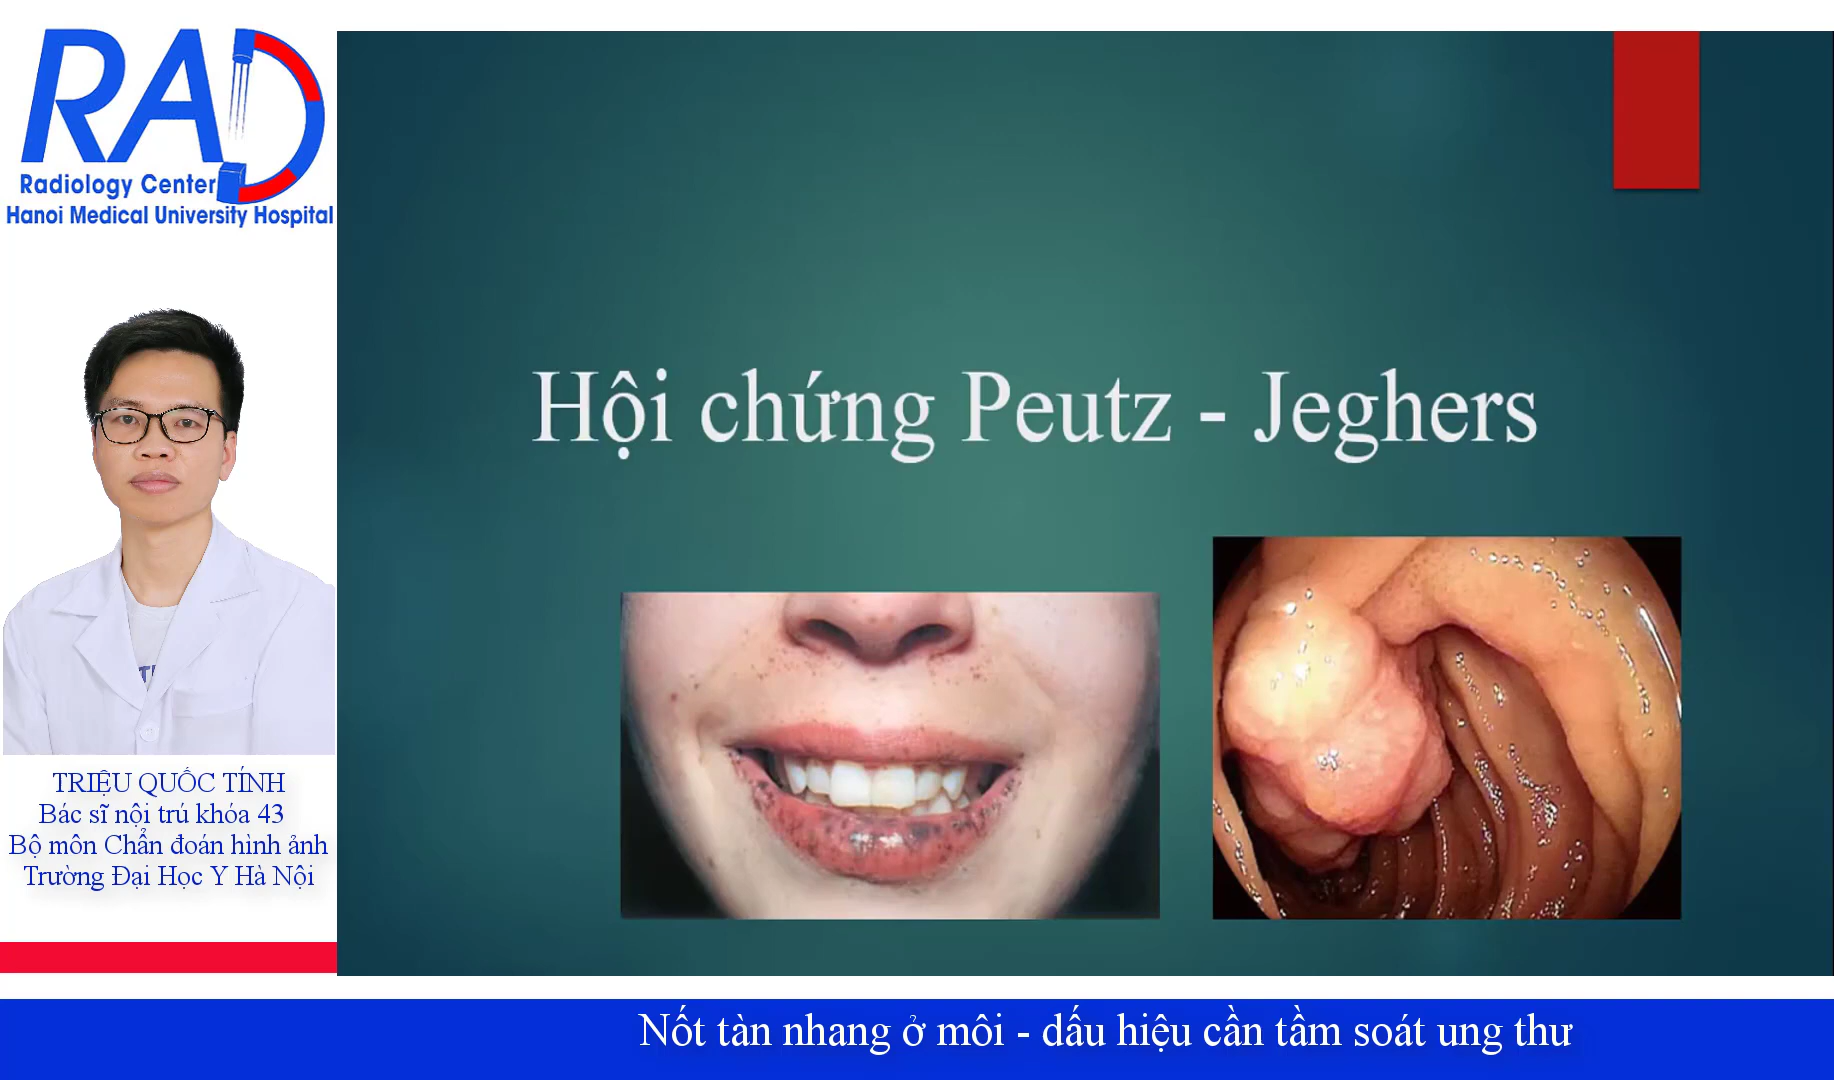 RAD
Radiology Center
Hanoi Medical University Hospital
TRIỆU QUỐC TÍNH
Bác sĩ nội trú khóa 43
Bộ môn Chẩn đoán hình ảnh
Trường Đại Học Y Hà Nội
Hội chứng Peutz - Jeghers
Nốt tàn nhang ở môi - dấu hiệu cần tầm soát ung thư